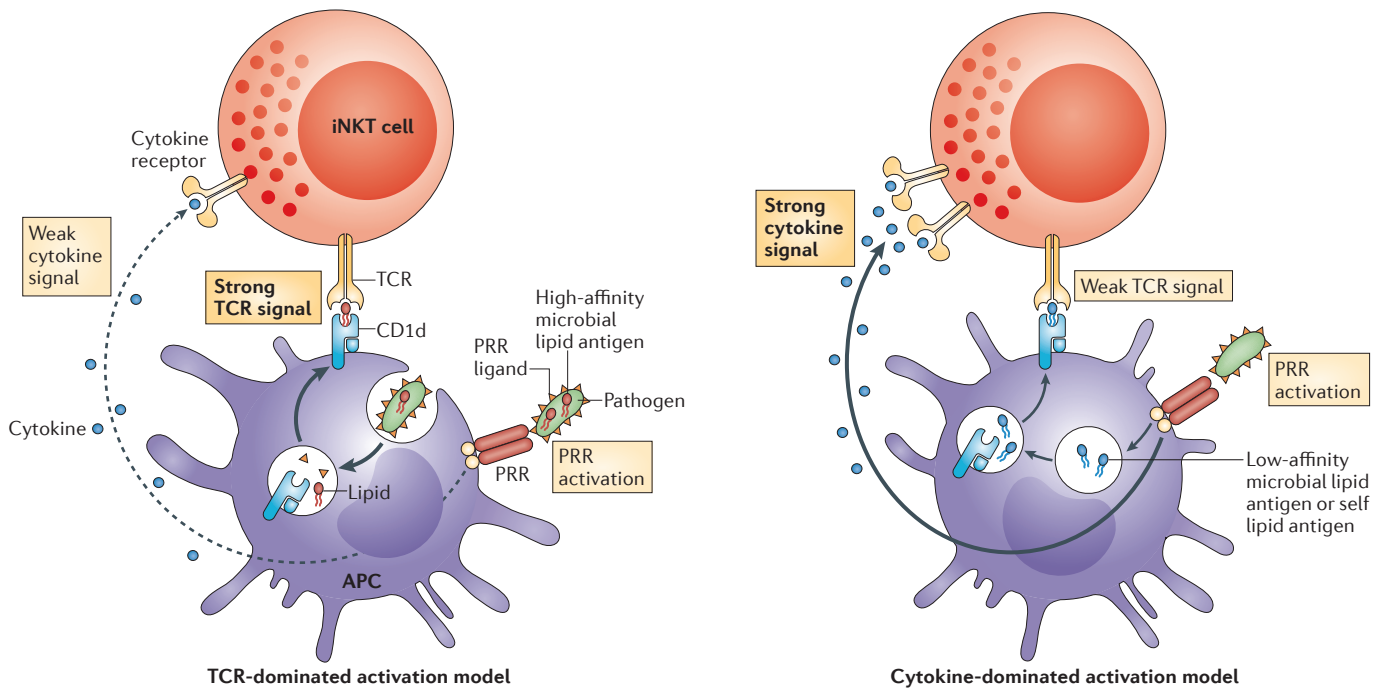 iNKT cell
Cytokine
receptor
Weak
cytokine
signal
Strong
TCR signal
TCR
CD1d
High-affinity
microbial
lipid antigen
PRR
ligand
Pathogen
Cytokine
Lipid
PRR
PRR
activation
APC
TCR-dominated activation model
Strong
cytokine
signal
Weak TCR signal
PRR
activation
Low-affinity
microbial lipid
antigen or self
lipid antigen
Cytokine-dominated activation model